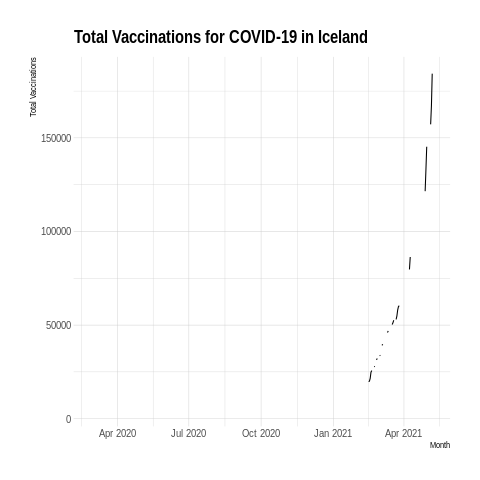 Total Vaccinations for COVID-19 in Iceland
Total Vaccinations
150000
100000
50000
0
Apr 2020 Jul 2020 Oct 2020 Jan 2021 Apr 2021
Month